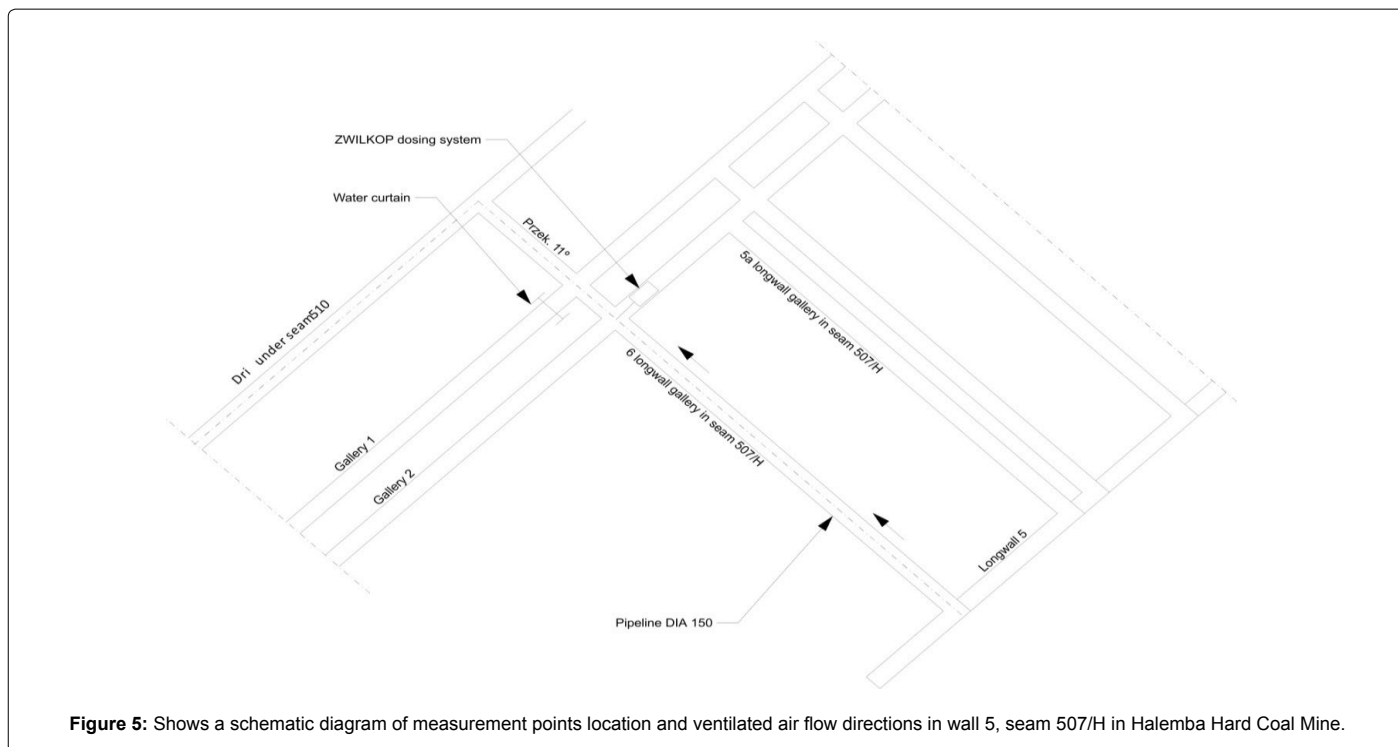 ZWILKOP dosing system
Water curtain
Przek. 11º
5a longwall gallery in seam 507/H
Dri under seam510
6 longwall gallery in seam 507/H
Gallery 1
Gallery 2
Longwall 5
Pipeline DIA 150
Figure 5: Shows a schematic diagram of measurement points location and ventilated air flow directions in wall 5, seam 507/H in Halemba Hard Coal Mine.